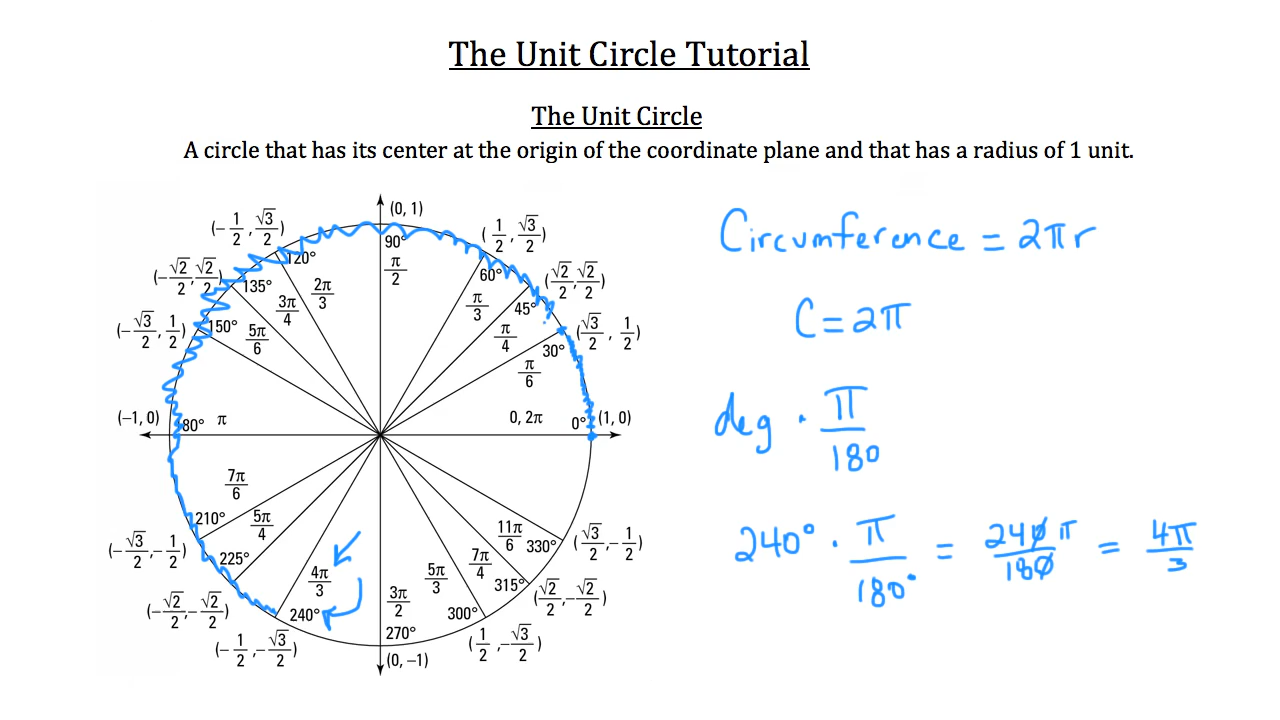 The Unit Circle Tutorial
The Unit Circle
A circle that has its center at the origin of the coordinate plane and that has a radius of 1 unit.
(0, 1)
90°
π/2
(1/2, √3/2)
60°
π/3
(√2/2, √2/2)
45°
π/4
(√3/2, 1/2)
30°
π/6
(1, 0)
0°
0, 2π
(-1/2, √3/2)
120°
2π/3
(-√2/2, √2/2)
135°
3π/4
(-√3/2, 1/2)
150°
5π/6
(-1, 0)
80°
π
7π/6
210°
(-√3/2, -1/2)
5π/4
225°
(-√2/2, -√2/2)
4π/3
240°
(-1/2, -√3/2)
3π/2
270°
(0, -1)
5π/3
300°
(1/2, -√3/2)
7π/4
315°
(√2/2, -√2/2)
11π/6
330°
(√3/2, -1/2)
Circumference = 2πr
C = 2π
deg · π/180
240° · π/180° = 240π/180 = 4π/3